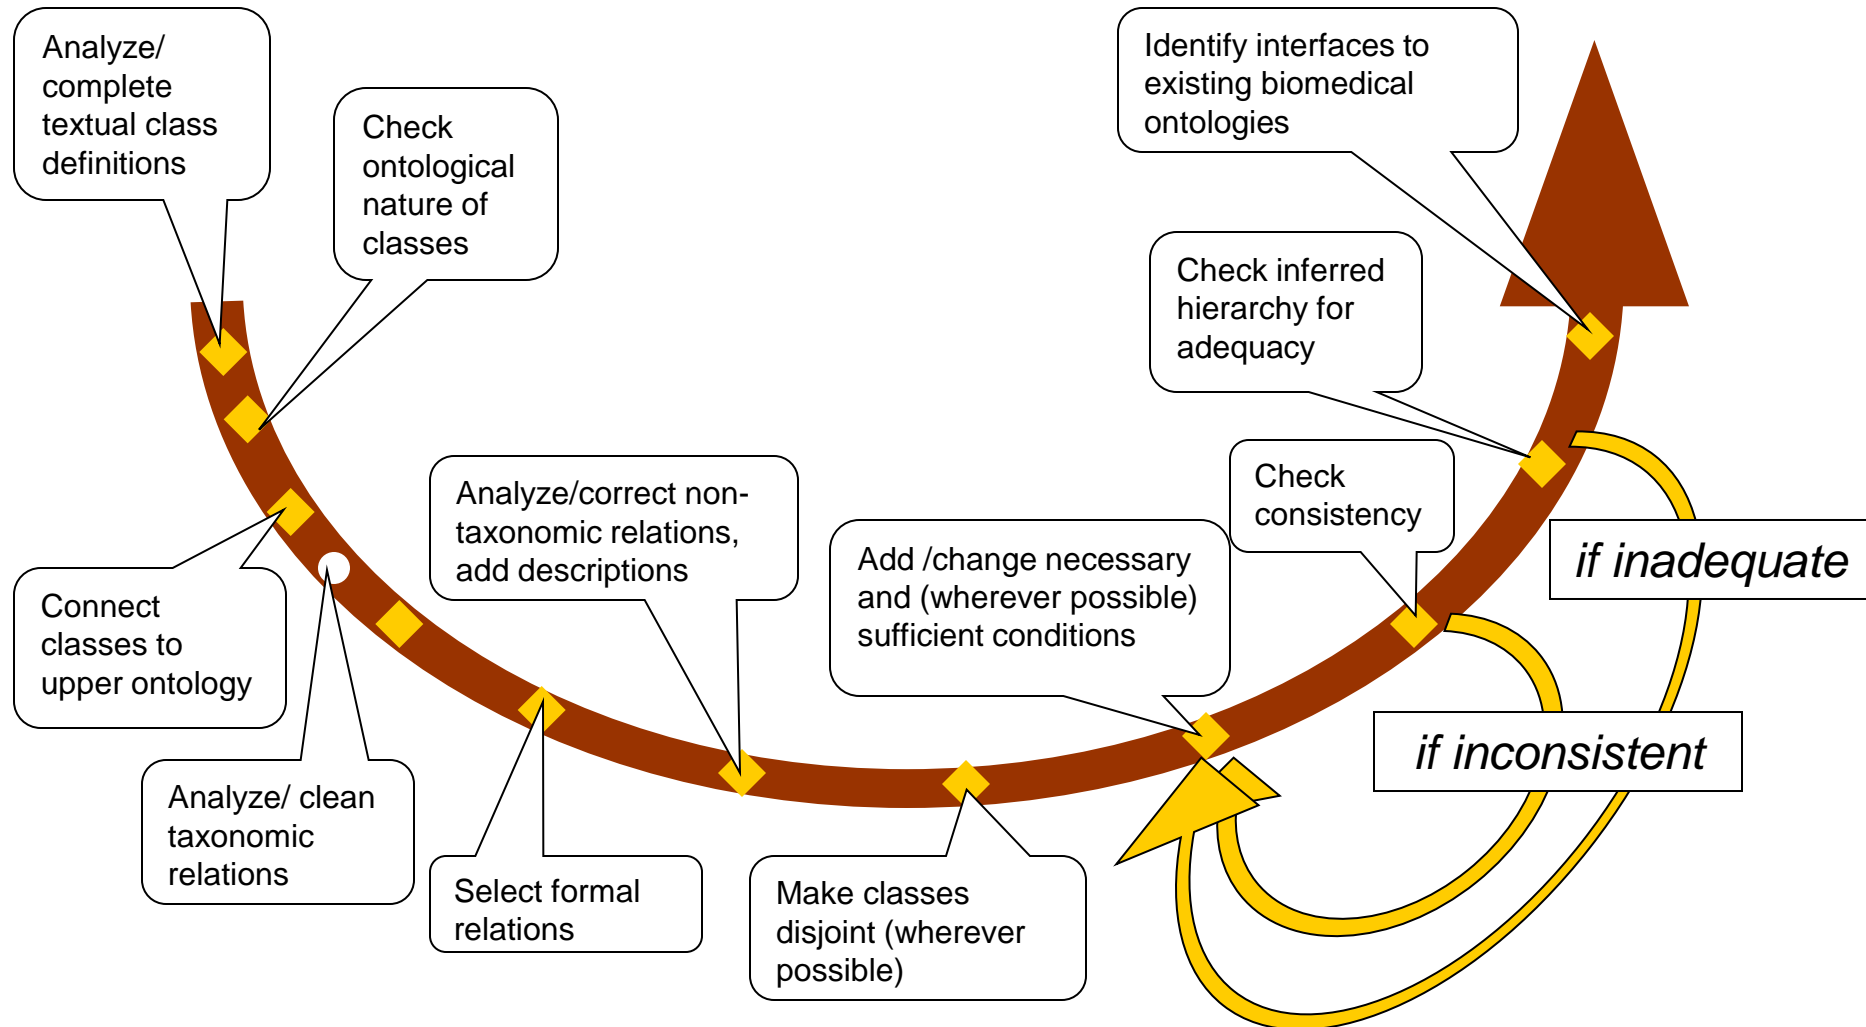 Analyze/
complete
textual class
definitions
Check
ontological
nature of
classes
Connect
classes to
upper ontology
Analyze/ clean
taxonomic
relations
Select formal
relations
Analyze/correct non-
taxonomic relations,
add descriptions
Make classes
disjoint (wherever
possible)
Add /change necessary
and (wherever possible)
sufficient conditions
Check
consistency
Check inferred
hierarchy for
adequacy
Identify interfaces to
existing biomedical
ontologies
if inadequate
if inconsistent